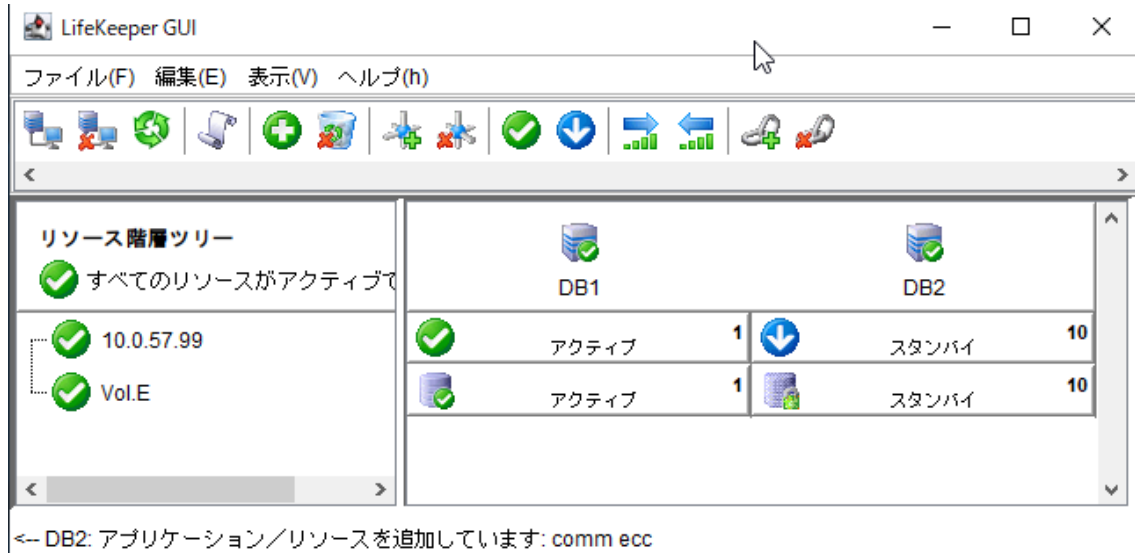 LifeKeeper GUI
ファイル(F) 編集(E) 表示(V) ヘルプ(h)
リソース階層ツリー
すべてのリソースがアクティブで
DB1 DB2
10.0.57.99 アクティブ 1 スタンバイ 10
Vol.E アクティブ 1 スタンバイ 10
<-- DB2: アプリケーション／リソースを追加しています: comm ecc